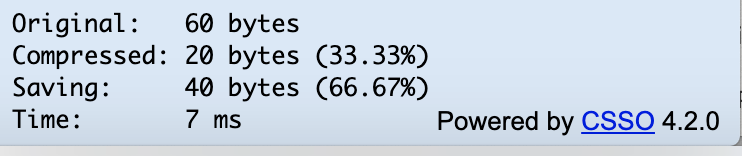 Original: 60 bytes
Compressed: 20 bytes (33.33%)
Saving: 40 bytes (66.67%)
Time: 7 ms
Powered by CSSO 4.2.0